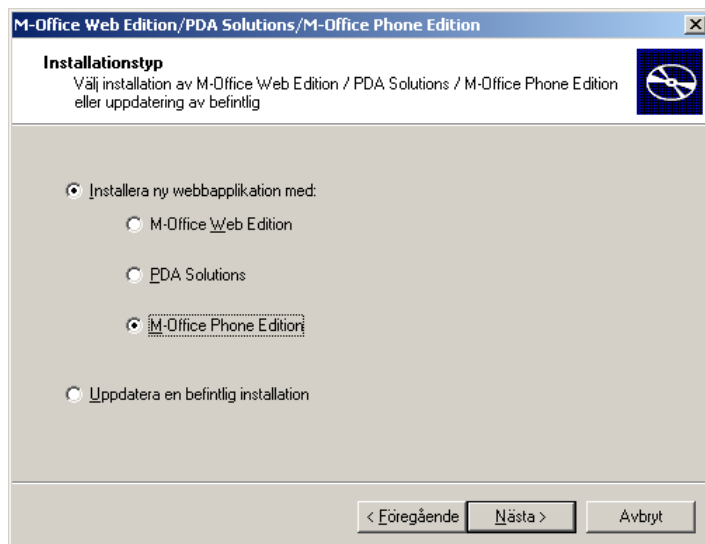 M-Office Web Edition/PDA Solutions/M-Office Phone Edition
Installationstyp
Välj installation av M-Office Web Edition / PDA Solutions / M-Office Phone Edition
eller uppdatering av befintlig
Installera ny webbapplikation med:
M-Office Web Edition
PDA Solutions
M-Office Phone Edition
Uppdatera en befintlig installation
< Föregående
Nästa >
Avbryt